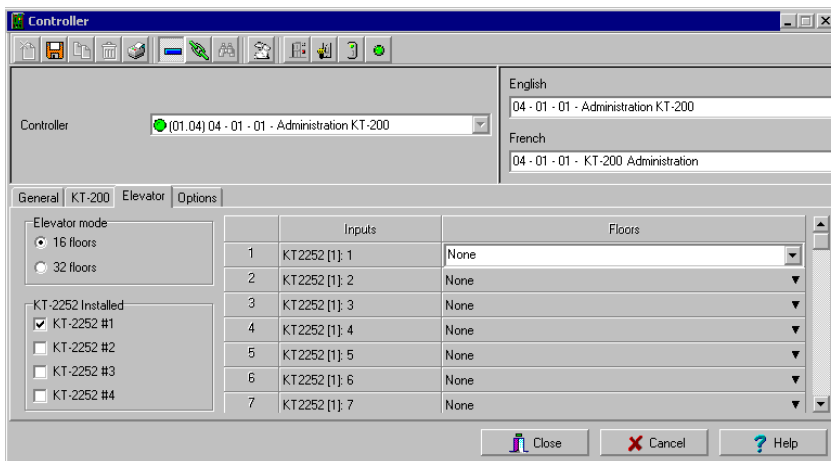 Controller
English
04 - 01 - 01 - Administration KT-200
Controller
(01.04) 04 - 01 - 01 - Administration KT-200
French
04 - 01 - 01 - KT-200 Administration
General KT-200 Elevator Options
Elevator mode
16 floors
32 floors
KT-2252 Installed
KT-2252 #1
KT-2252 #2
KT-2252 #3
KT-2252 #4
Inputs Floors
1 KT2252 [1]: 1 None
2 KT2252 [1]: 2 None
3 KT2252 [1]: 3 None
4 KT2252 [1]: 4 None
5 KT2252 [1]: 5 None
6 KT2252 [1]: 6 None
7 KT2252 [1]: 7 None
Close Cancel Help